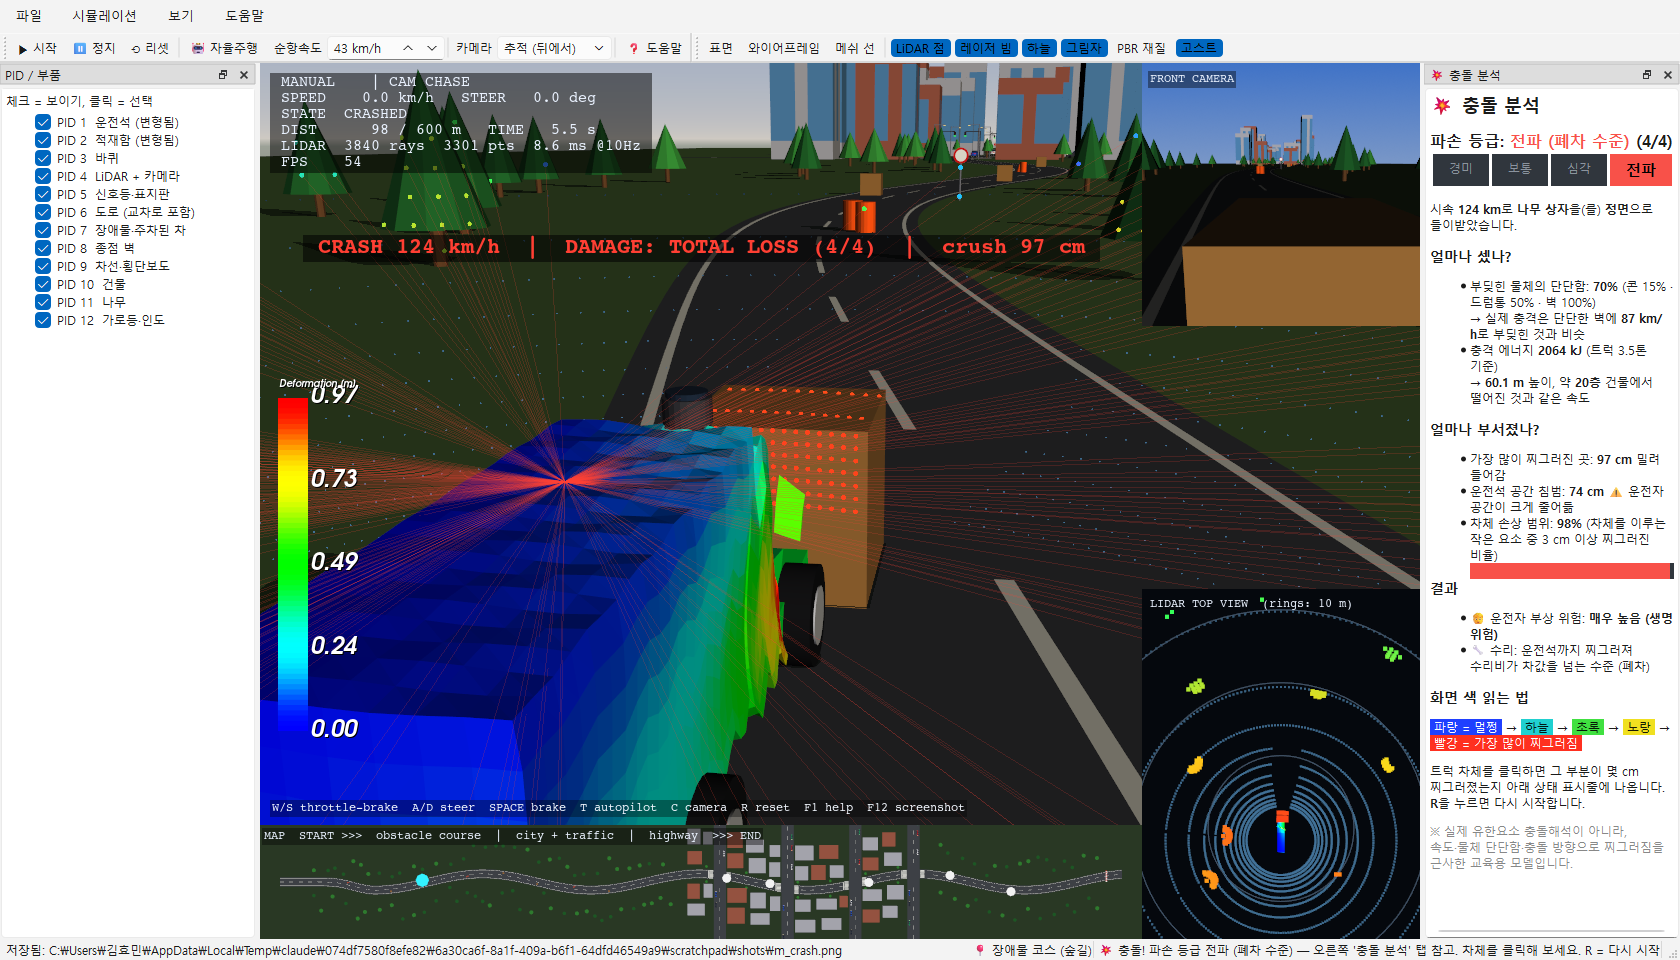 파일 시뮬레이션 보기 도움말
시작 정지 리셋 자율주행 순항속도 43 km/h 카메라 추적 (뒤에서) 도움말 표면 와이어프레임 메쉬 선 LiDAR 점 레이저 빔 하늘 그림자 PBR 재질 고스트
PID / 부품
체크 = 보이기, 클릭 = 선택
PID 1 운전석 (변형됨)
PID 2 적재함 (변형됨)
PID 3 바퀴
PID 4 LiDAR + 카메라
PID 5 신호등·표지판
PID 6 도로 (교차로 포함)
PID 7 장애물·주차된 차
PID 8 종점 벽
PID 9 차선·횡단보도
PID 10 건물
PID 11 나무
PID 12 가로등·인도
MANUAL | CAM CHASE
SPEED 0.0 km/h STEER 0.0 deg
STATE CRASHED
DIST 98 / 600 m TIME 5.5 s
LIDAR 3840 rays 3301 pts 8.6 ms @10Hz
FPS 54
CRASH 124 km/h | DAMAGE: TOTAL LOSS (4/4) | crush 97 cm
Deformation (m)
0.97
0.73
0.49
0.24
0.00
W/S throttle-brake A/D steer SPACE brake T autopilot C camera R reset F1 help F12 screenshot
MAP START >>> obstacle course | city + traffic | highway >>> END
FRONT CAMERA
LIDAR TOP VIEW (rings: 10 m)
충돌 분석
충돌 분석
파손 등급: 전파 (폐차 수준) (4/4)
경미 보통 심각 전파
시속 124 km로 나무 상자을(를) 정면으로
들이받았습니다.
얼마나 셌나?
부딪힌 물체의 단단함: 70% (콘 15% ·
드럼통 50% · 벽 100%)
→ 실제 충격은 단단한 벽에 87 km/
h로 부딪힌 것과 비슷
충격 에너지 2064 kJ (트럭 3.5톤
기준)
→ 60.1 m 높이, 약 20층 건물에서
떨어진 것과 같은 속도
얼마나 부서졌나?
가장 많이 찌그러진 곳: 97 cm 밀려
들어감
운전석 공간 침범: 74 cm ⚠️ 운전자
공간이 크게 줄어듦
차체 손상 범위: 98% (차체를 이루는
작은 요소 중 3 cm 이상 찌그러진
비율)
결과
운전자 부상 위험: 매우 높음 (생명
위험)
수리: 운전석까지 찌그러져
수리비가 차값을 넘는 수준 (폐차)
화면 색 읽는 법
파랑 = 멀쩡 → 하늘 → 초록 → 노랑 →
빨강 = 가장 많이 찌그러짐
트럭 차체를 클릭하면 그 부분이 몇 cm
찌그러졌는지 아래 상태 표시줄에 나옵니다.
R을 누르면 다시 시작합니다.
※ 실제 유한요소 충돌해석이 아니라,
속도·물체 단단함·충돌 방향으로 찌그러짐을
근사한 교육용 모델입니다.
저장됨: C:₩Users₩김효민₩AppData₩Local₩Temp₩claude₩074df7580f8efe82₩6a30ca6f-8a1f-409a-b6f1-64dfd46549a9₩scratchpad₩shots₩m_crash.png 장애물 코스 (숲길) 충돌! 파손 등급 전파 (폐차 수준) — 오른쪽 '충돌 분석' 탭 참고. 차체를 클릭해 보세요. R = 다시 시작